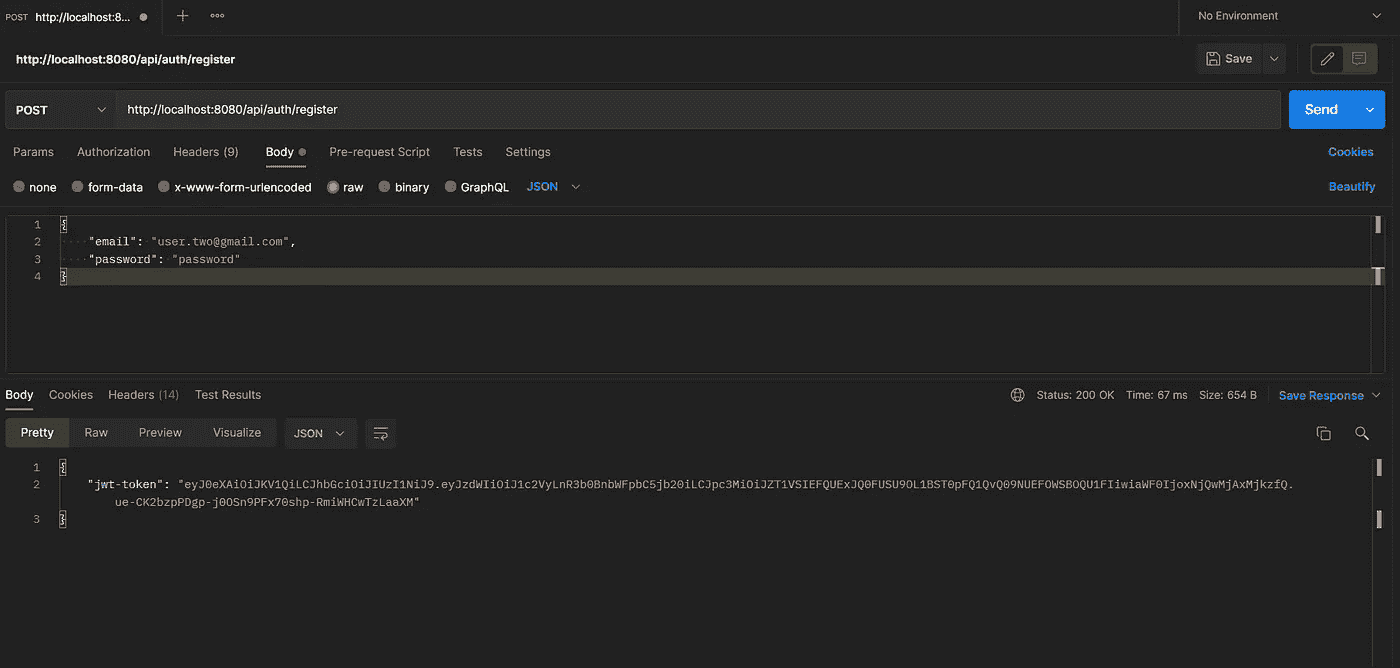 POST http://localhost:8...
No Environment
http://localhost:8080/api/auth/register
Save
POST http://localhost:8080/api/auth/register Send
Params Authorization Headers (9) Body Pre-request Script Tests Settings Cookies
none form-data x-www-form-urlencoded raw binary GraphQL JSON Beautify
1 {
2 "email": "user.two@gmail.com",
3 "password": "password"
4 }
Body Cookies Headers (14) Test Results Status: 200 OK Time: 67 ms Size: 654 B Save Response
Pretty Raw Preview Visualize JSON
1 {
2 "jwt-token": "eyJ0eXAiOiJKV1QiLCJhbGciOiJIUzI1NiJ9.eyJzdWIiOiJ1c2VyLnR3b0BnbWFpbC5jb20iLCJpc3MiOiJZT1VSIEFQUExJQ0FUSU9OL1BST0pFQ1QvQ09NUEFOWSBOQU1FIiwiaWF0IjoxNjQwMjAxMjkzfQ.
ue-CK2bzpPDgp-j0OSn9PFx70shp-RmiWHCwTzLaaXM"
3 }